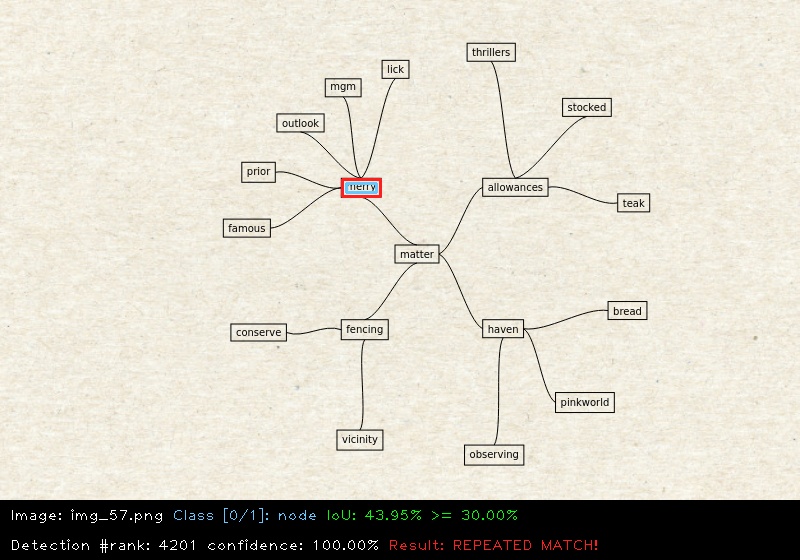 thrillers
lick
mgm
stocked
outlook
prior
allowances
teak
famous
matter
bread
conserve
fencing
haven
pinkworld
vicinity
observing
Image: img_57.png Class [0/1]: node IoU: 43.95% >= 30.00%
Detection #rank: 4201 confidence: 100.00% Result: REPEATED MATCH!